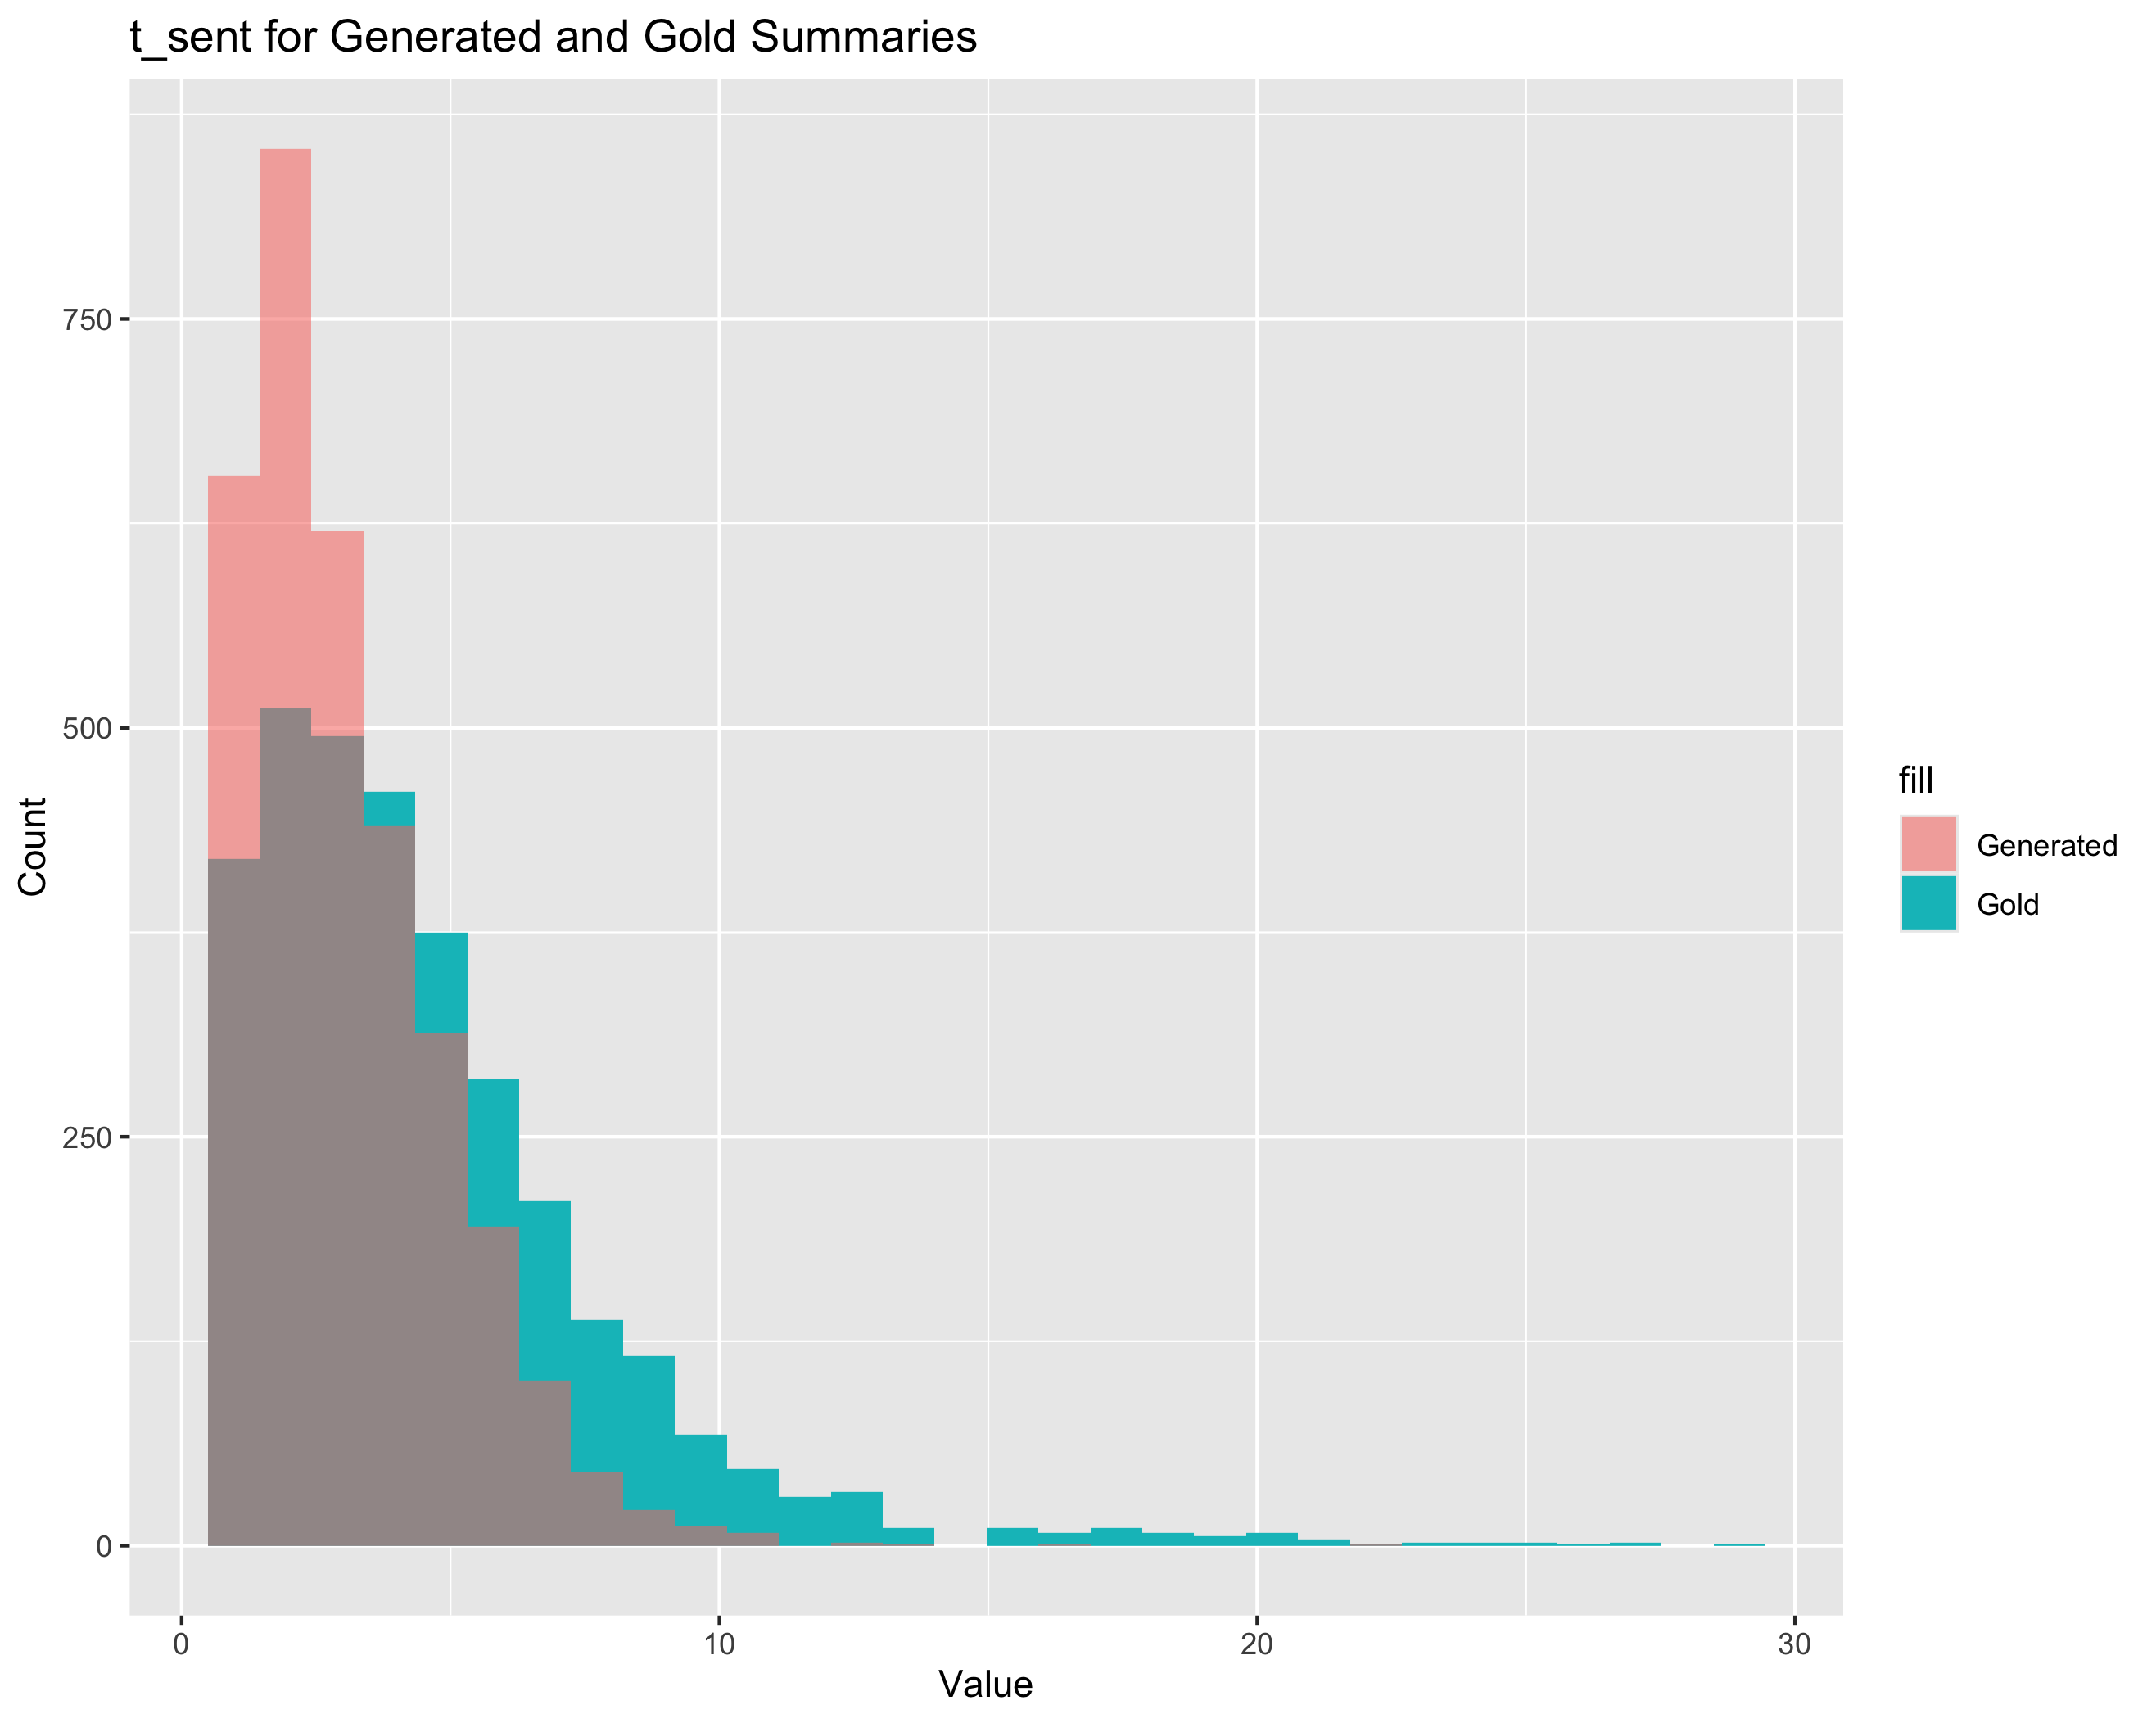 t_sent for Generated and Gold Summaries
750
500
250
0
Count
0 10 20 30
Value
fill
Generated
Gold